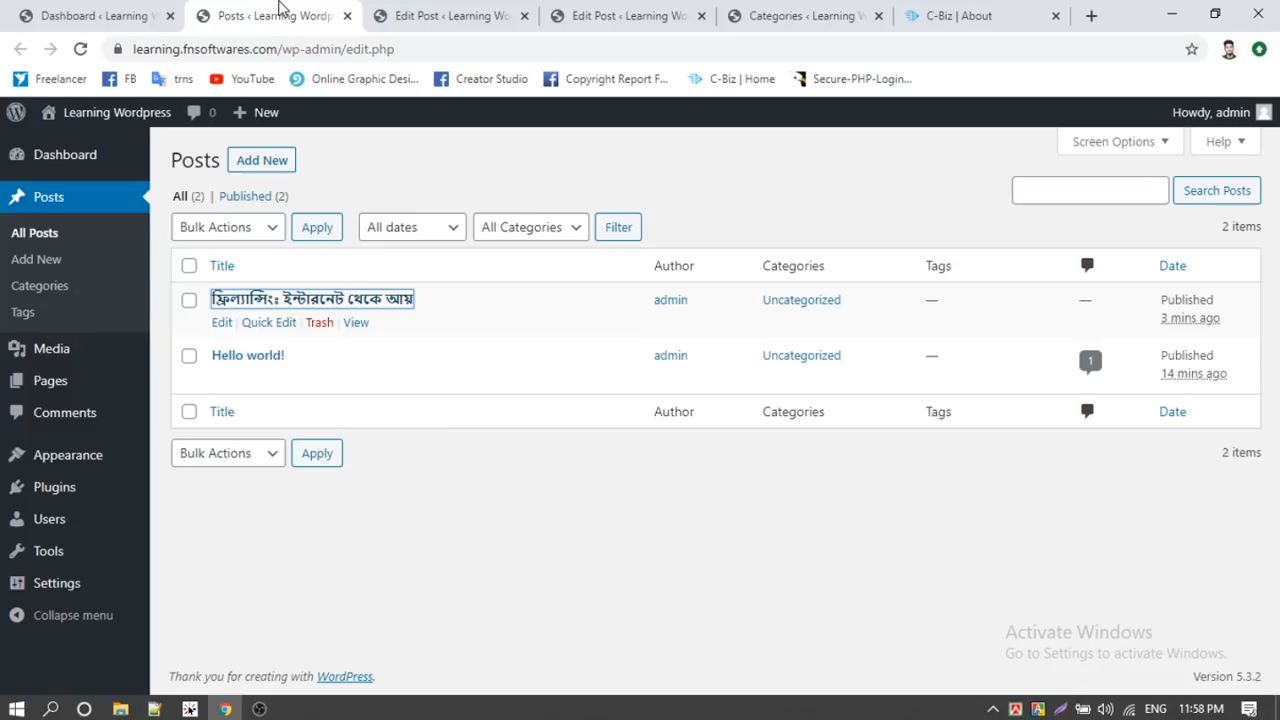 Dashboard ‹ Learning W
Posts ‹ Learning Wordp
Edit Post ‹ Learning Wo
Edit Post ‹ Learning Wo
Categories ‹ Learning W
C-Biz | About
learning.fnsoftwares.com/wp-admin/edit.php
Freelancer FB trns YouTube Online Graphic Desi... Creator Studio Copyright Report F... C-Biz | Home Secure-PHP-Login...
Learning Wordpress 0 New Howdy, admin
Screen Options Help
Dashboard
Posts
All Posts
Add New
Categories
Tags
Media
Pages
Comments
Appearance
Plugins
Users
Tools
Settings
Collapse menu
Posts Add New
All (2) | Published (2)
Search Posts
Bulk Actions Apply All dates All Categories Filter
2 items
Title Author Categories Tags Date
ফ্রিল্যান্সিংঃ ইন্টারনেট থেকে আয় admin Uncategorized — — Published
3 mins ago
Edit | Quick Edit | Trash | View
Hello world! admin Uncategorized — 1 Published
14 mins ago
Title Author Categories Tags Date
Bulk Actions Apply
2 items
Activate Windows
Go to Settings to activate Windows.
Thank you for creating with WordPress.
Version 5.3.2
ENG 11:58 PM